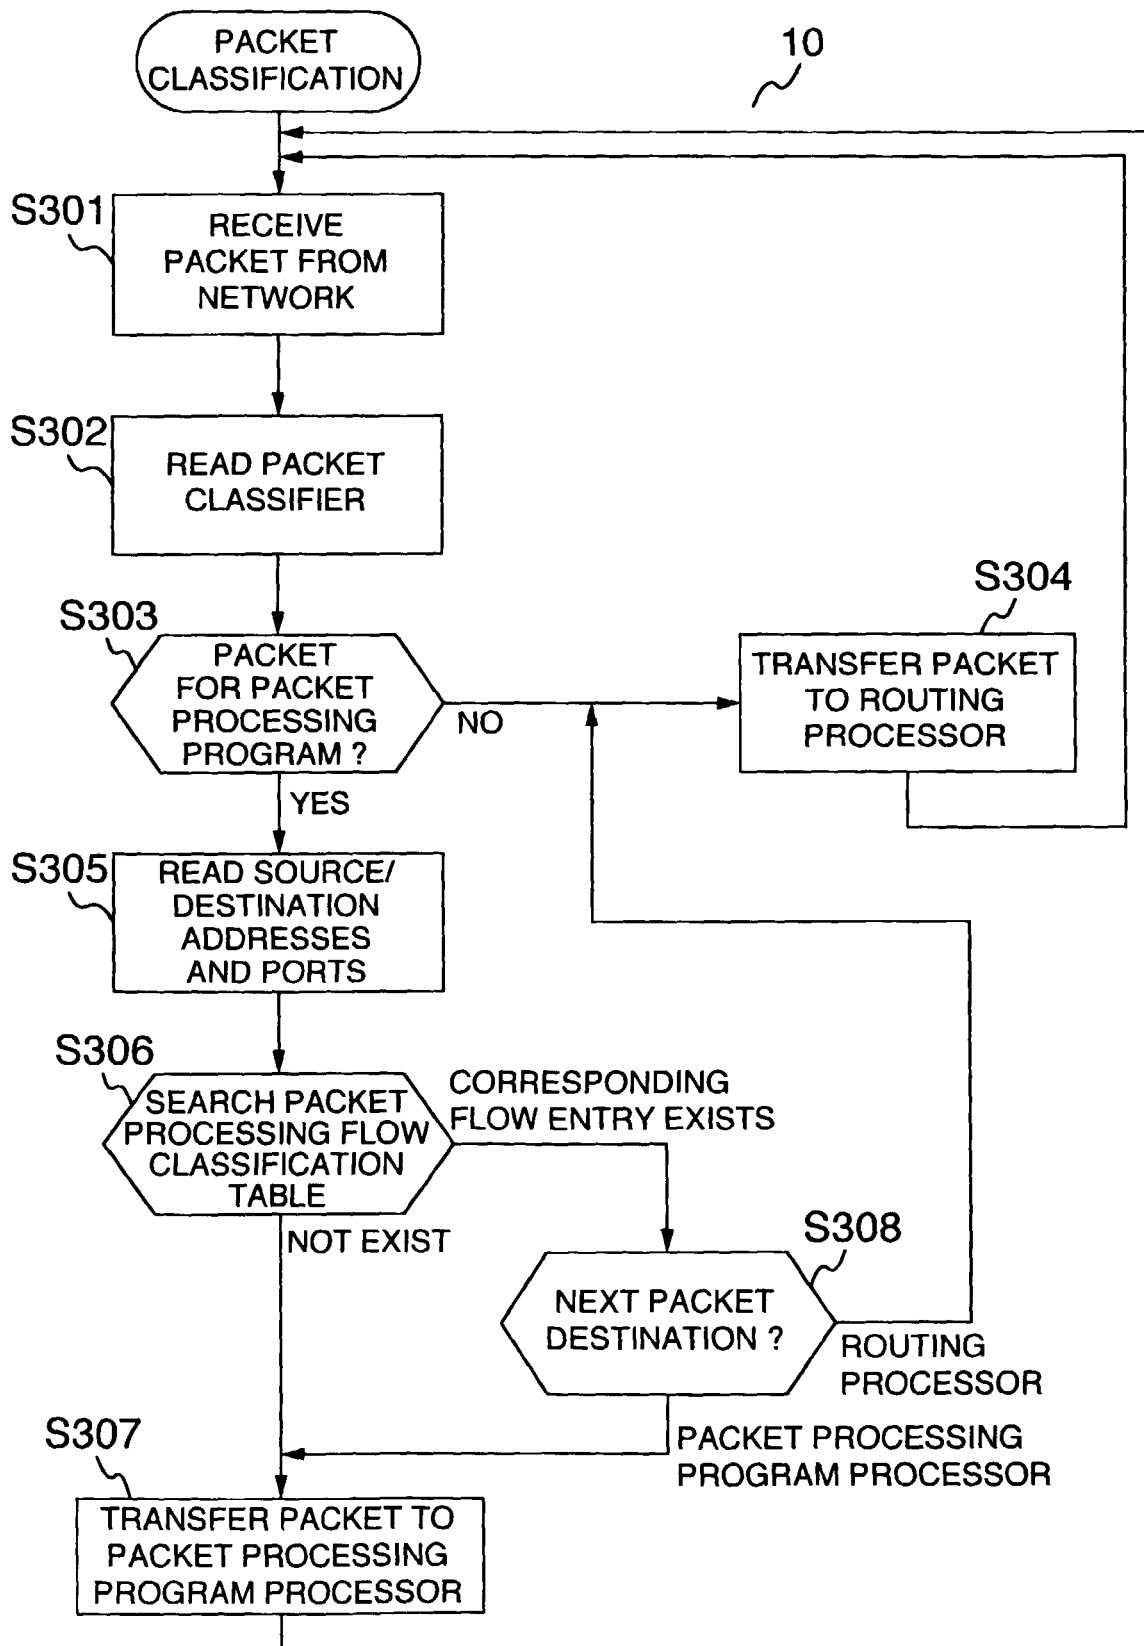 PACKET
CLASSIFICATION
10
S301
RECEIVE
PACKET FROM
NETWORK
S302
READ PACKET
CLASSIFIER
S303
PACKET
FOR PACKET
PROCESSING
PROGRAM ?
NO
YES
S304
TRANSFER PACKET
TO ROUTING
PROCESSOR
S305
READ SOURCE/
DESTINATION
ADDRESSES
AND PORTS
S306
SEARCH PACKET
PROCESSING FLOW
CLASSIFICATION
TABLE
CORRESPONDING
FLOW ENTRY EXISTS
NOT EXIST
S308
NEXT PACKET
DESTINATION ?
ROUTING
PROCESSOR
PACKET PROCESSING
PROGRAM PROCESSOR
S307
TRANSFER PACKET TO
PACKET PROCESSING
PROGRAM PROCESSOR